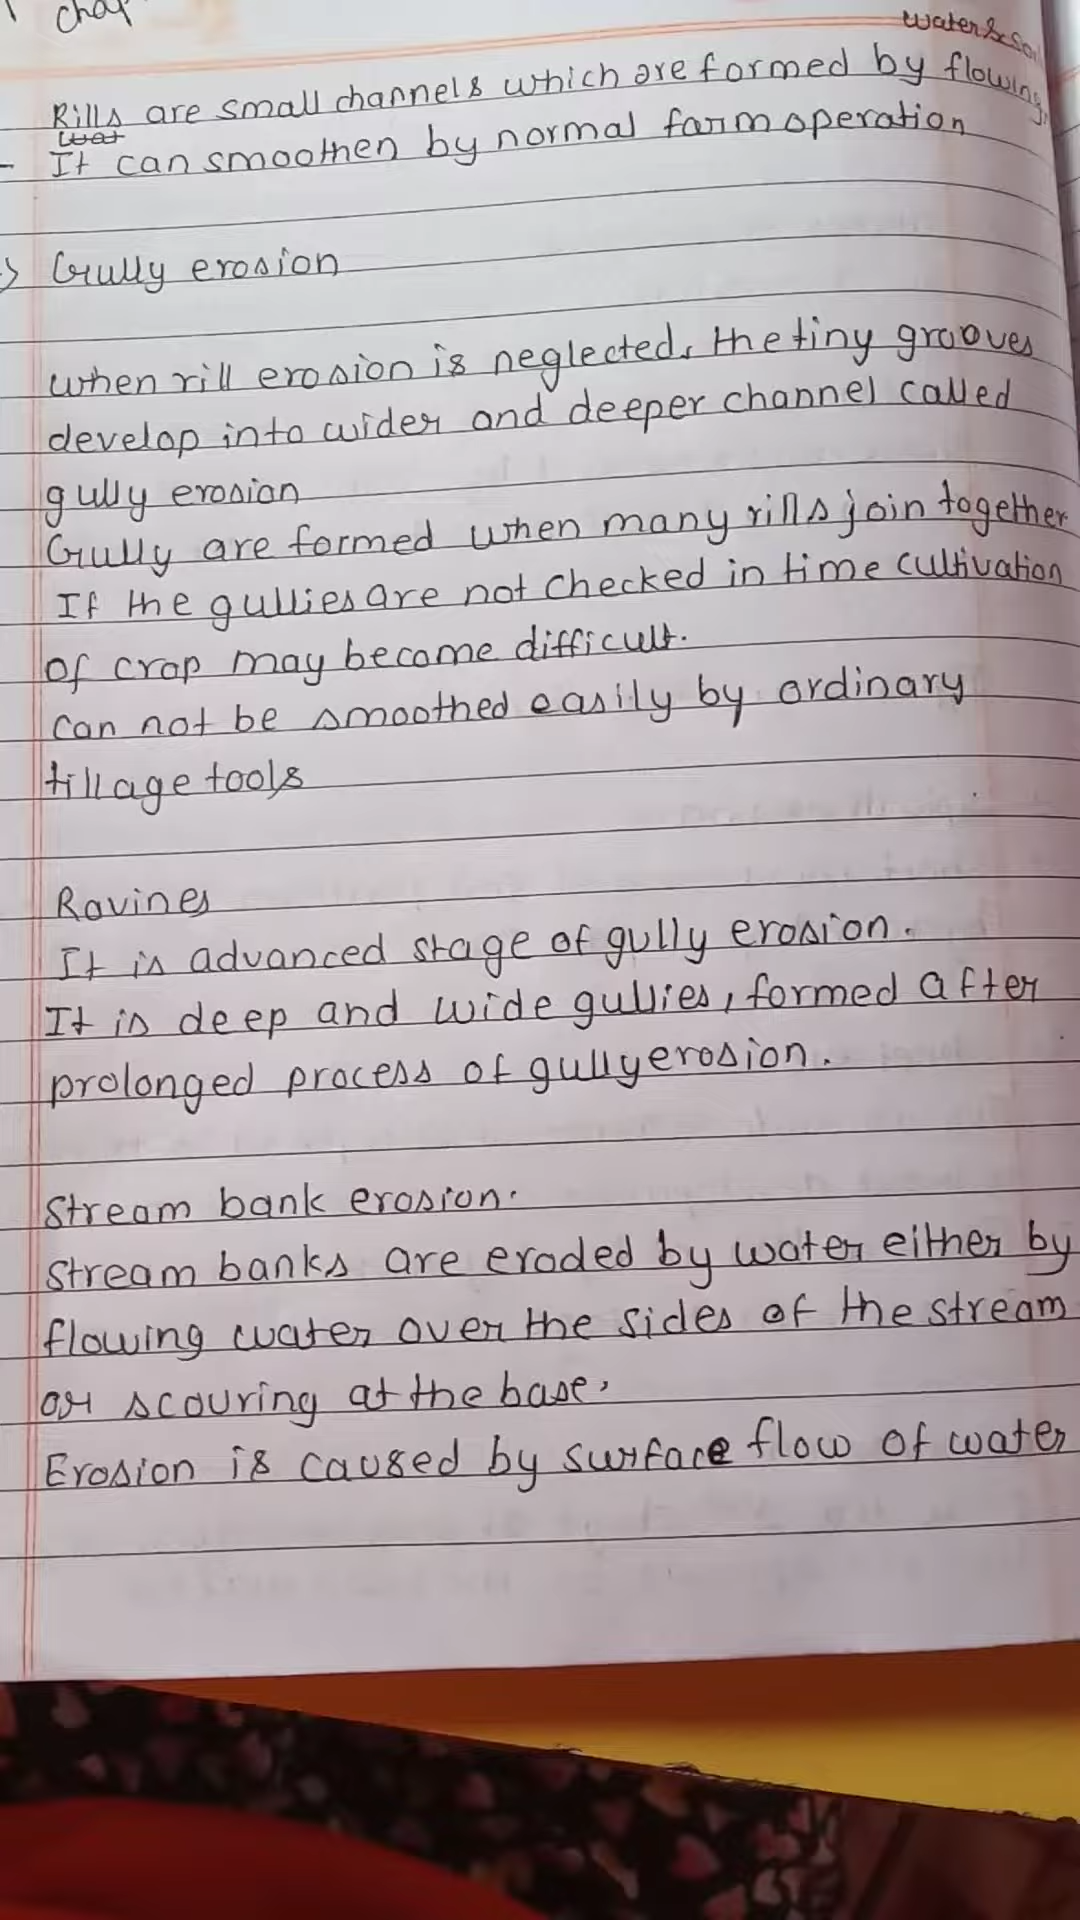 Chap
Water & Soi
Rills are small channels which are formed by flowing
It can smoothen by normal farm operation
Gully erosion
When rill erosion is neglected, the tiny grooves
develop into wider and deeper channel called
gully erosion
Gully are formed when many rills join together
If the gullies are not checked in time cultivation
of crop may become difficult.
Can not be smoothed easily by ordinary
tillage tools
Ravines
It is advanced stage of gully erosion.
It is deep and wide gullies, formed after
prolonged process of gully erosion.
Stream bank erosion.
Stream banks are eroded by water either by
flowing water over the sides of the stream
or scouring at the base,
Erosion is caused by surface flow of water